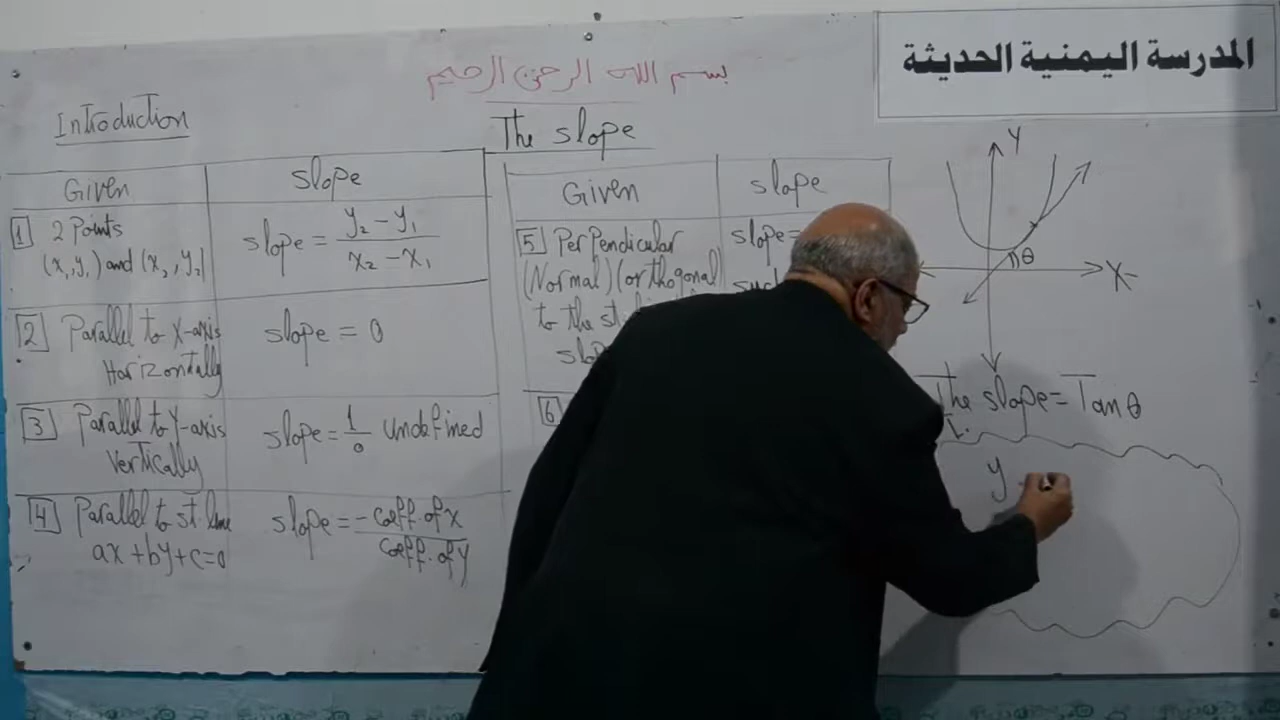 المدرسة اليمنية الحديثة
بسم الله الرحمن الرحيم
Introduction
The slope
Given
slope
1 2 Points
(x₁,y₁) and (x₂,y₂)
slope = y₂ - y₁ / x₂ - x₁
2 Parallel to x-axis
Horizontally
slope = 0
3 Parallel to y-axis
Vertically
slope = 1/0 undefined
4 Parallel to st. line
ax + by + c = 0
slope = - coeff. of x / coeff. of y
Given
slope
5 Perpendicular
(Normal) (orthogonal
to the st.
slope =
6
y
x
θ
The slope = Tan θ
y